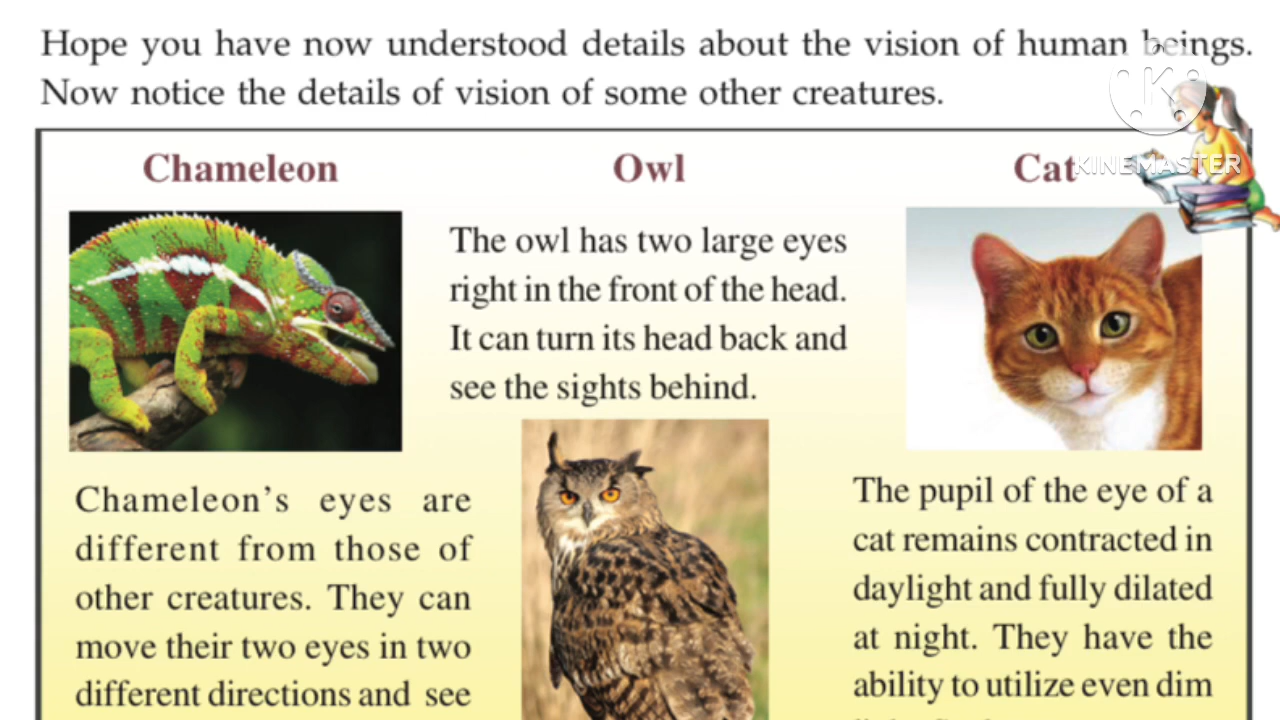 Hope you have now understood details about the vision of human beings.
Now notice the details of vision of some other creatures.
KINEMASTER
Chameleon
Chameleon's eyes are
different from those of
other creatures. They can
move their two eyes in two
different directions and see
Owl
The owl has two large eyes
right in the front of the head.
It can turn its head back and
see the sights behind.
Cat
The pupil of the eye of a
cat remains contracted in
daylight and fully dilated
at night. They have the
ability to utilize even dim